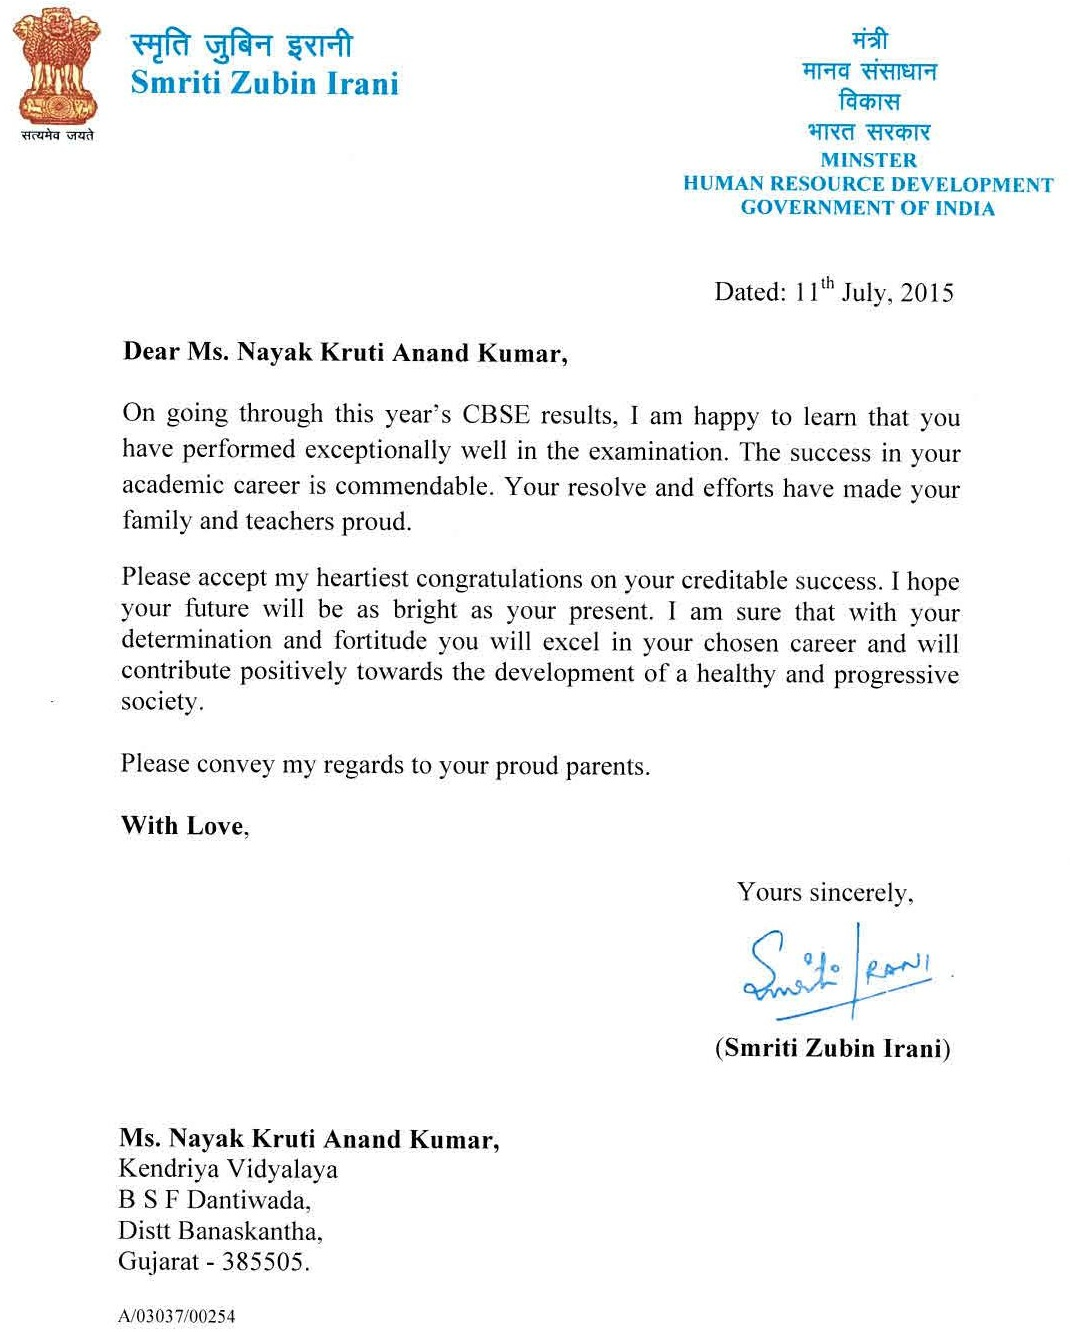 सत्यमेव जयते
स्मृति ज़ुबिन इरानी
Smriti Zubin Irani
मंत्री
मानव संसाधान
विकास
भारत सरकार
MINSTER
HUMAN RESOURCE DEVELOPMENT
GOVERNMENT OF INDIA
Dated: 11th July, 2015
Dear Ms. Nayak Kruti Anand Kumar,
On going through this year's CBSE results, I am happy to learn that you
have performed exceptionally well in the examination. The success in your
academic career is commendable. Your resolve and efforts have made your
family and teachers proud.
Please accept my heartiest congratulations on your creditable success. I hope
your future will be as bright as your present. I am sure that with your
determination and fortitude you will excel in your chosen career and will
contribute positively towards the development of a healthy and progressive
society.
Please convey my regards to your proud parents.
With Love,
Yours sincerely,
Smriti IRANI
(Smriti Zubin Irani)
Ms. Nayak Kruti Anand Kumar,
Kendriya Vidyalaya
B S F Dantiwada,
Distt Banaskantha,
Gujarat - 385505.
A/03037/00254